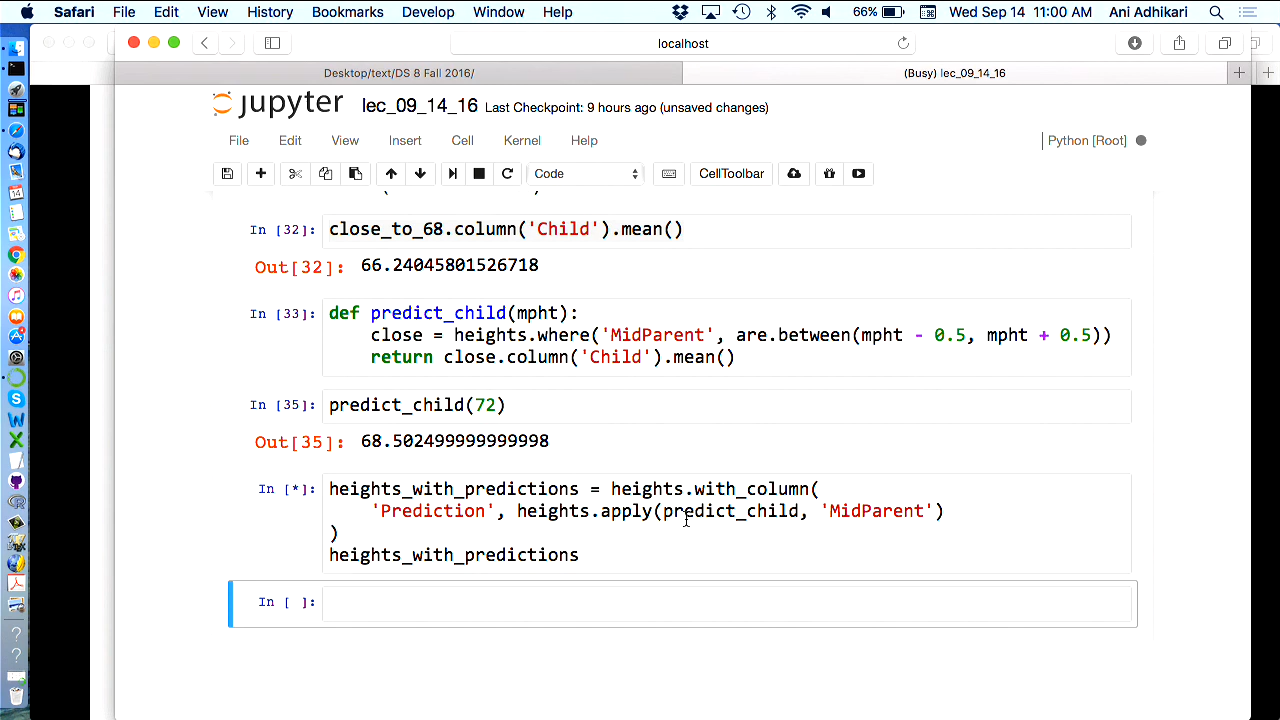 Safari File Edit View History Bookmarks Develop Window Help 66% Wed Sep 14 11:00 AM Ani Adhikari
localhost
Desktop/text/DS 8 Fall 2016/ (Busy) lec_09_14_16
jupyter lec_09_14_16 Last Checkpoint: 9 hours ago (unsaved changes)
File Edit View Insert Cell Kernel Help Python [Root]
Code CellToolbar
In [32]: close_to_68.column('Child').mean()
Out[32]: 66.24045801526718
In [33]: def predict_child(mpht):
close = heights.where('MidParent', are.between(mpht - 0.5, mpht + 0.5))
return close.column('Child').mean()
In [35]: predict_child(72)
Out[35]: 68.502499999999998
In [*]: heights_with_predictions = heights.with_column(
'Prediction', heights.apply(predict_child, 'MidParent')
)
heights_with_predictions
In [ ]: